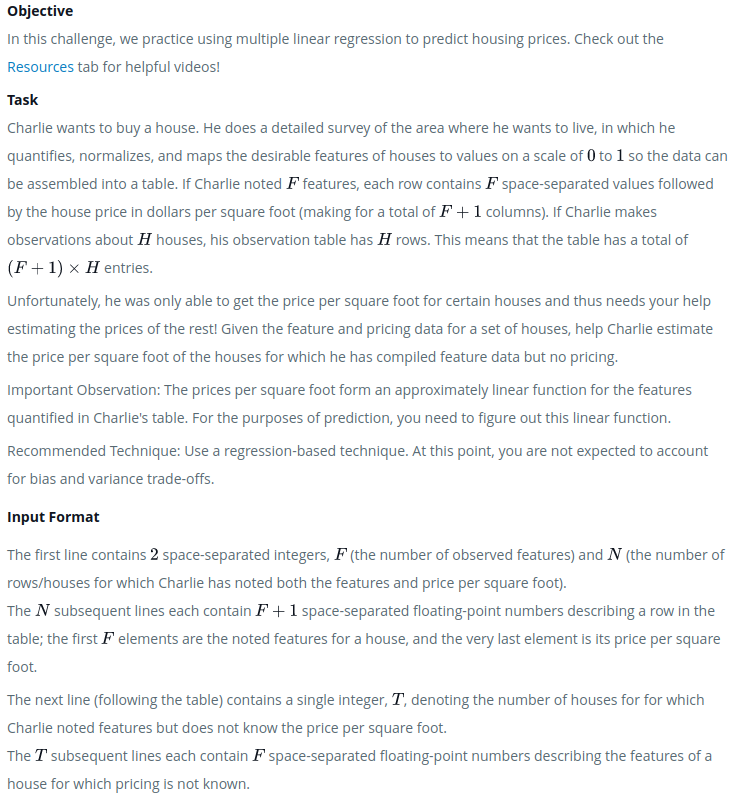 Objective
In this challenge, we practice using multiple linear regression to predict housing prices. Check out the
Resources tab for helpful videos!
Task
Charlie wants to buy a house. He does a detailed survey of the area where he wants to live, in which he
quantifies, normalizes, and maps the desirable features of houses to values on a scale of 0 to 1 so the data can
be assembled into a table. If Charlie noted F features, each row contains F space-separated values followed
by the house price in dollars per square foot (making for a total of F + 1 columns). If Charlie makes
observations about H houses, his observation table has H rows. This means that the table has a total of
(F + 1) × H entries.
Unfortunately, he was only able to get the price per square foot for certain houses and thus needs your help
estimating the prices of the rest! Given the feature and pricing data for a set of houses, help Charlie estimate
the price per square foot of the houses for which he has compiled feature data but no pricing.
Important Observation: The prices per square foot form an approximately linear function for the features
quantified in Charlie's table. For the purposes of prediction, you need to figure out this linear function.
Recommended Technique: Use a regression-based technique. At this point, you are not expected to account
for bias and variance trade-offs.
Input Format
The first line contains 2 space-separated integers, F (the number of observed features) and N (the number of
rows/houses for which Charlie has noted both the features and price per square foot).
The N subsequent lines each contain F + 1 space-separated floating-point numbers describing a row in the
table; the first F elements are the noted features for a house, and the very last element is its price per square
foot.
The next line (following the table) contains a single integer, T, denoting the number of houses for for which
Charlie noted features but does not know the price per square foot.
The T subsequent lines each contain F space-separated floating-point numbers describing the features of a
house for which pricing is not known.